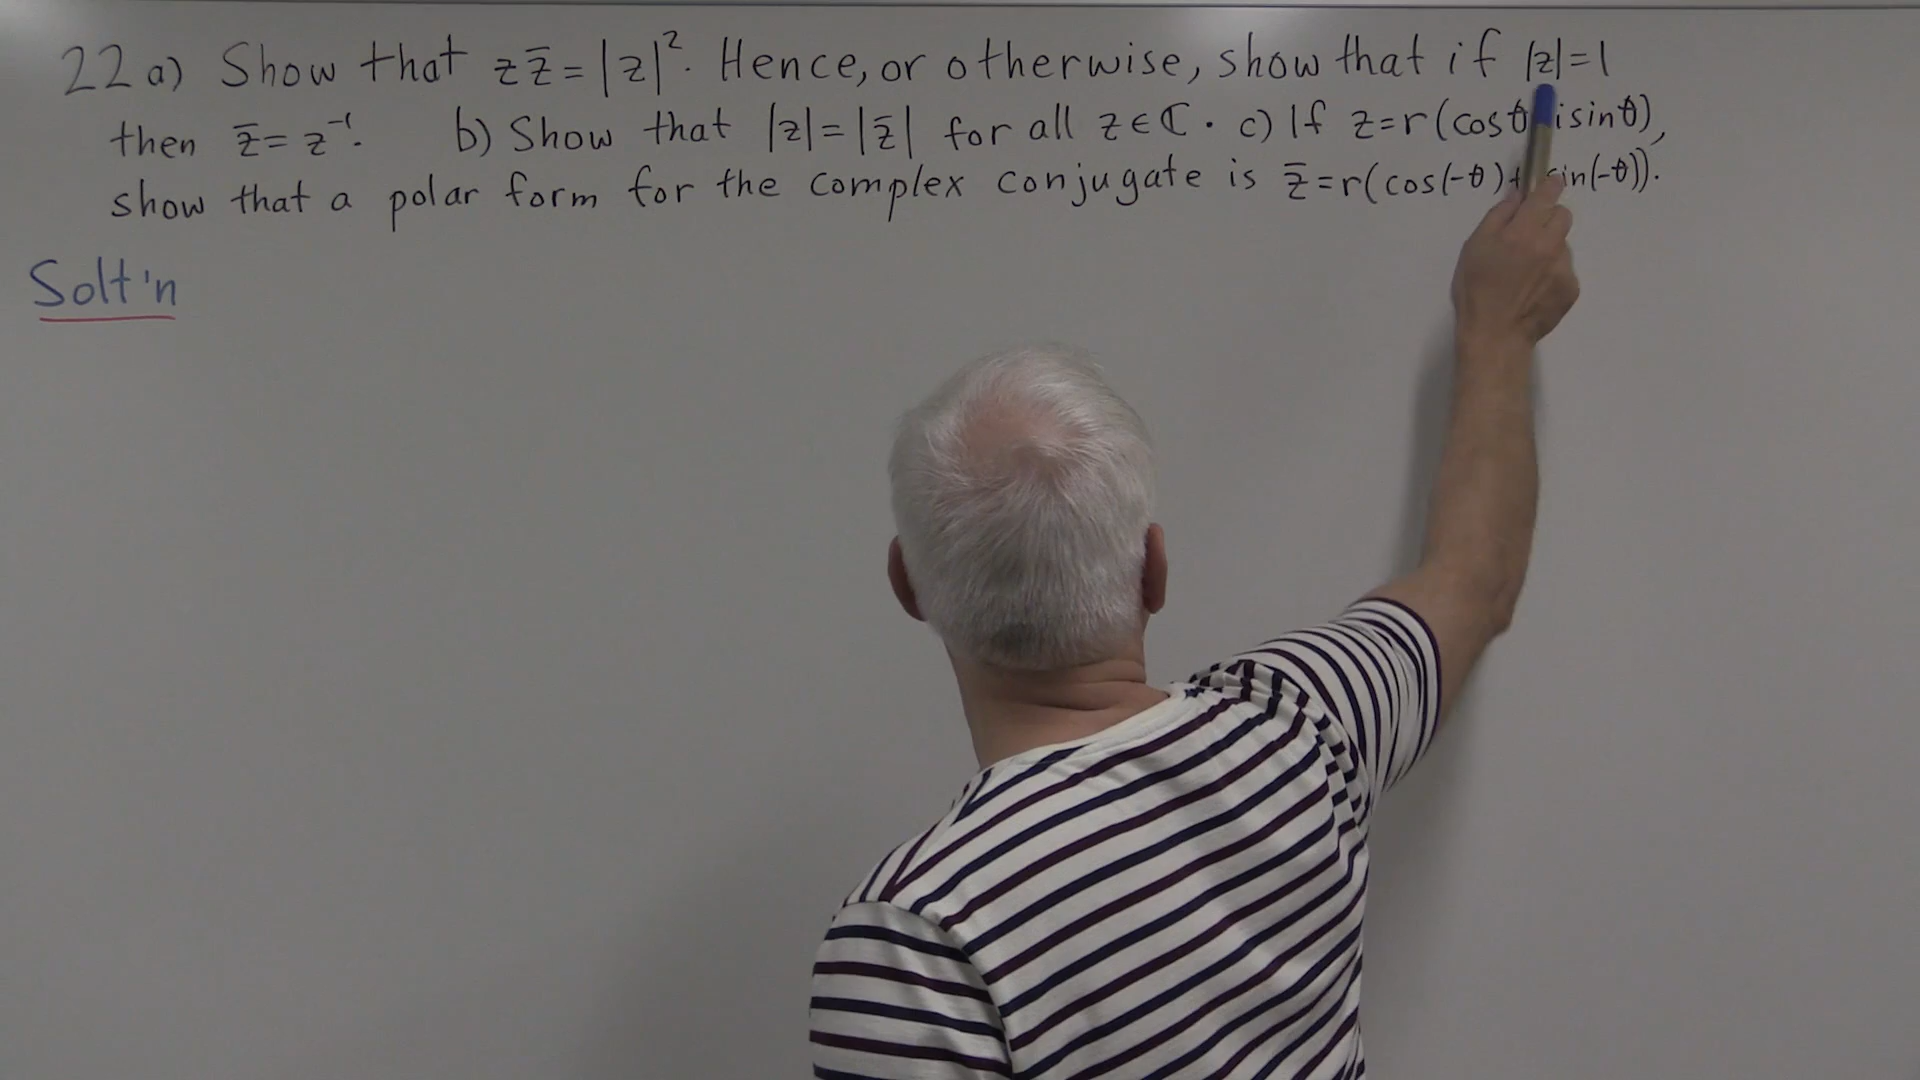 22 a) Show that z z̄ = |z|². Hence, or otherwise, show that if |z|=1
then z̄ = z⁻¹. b) Show that |z|=|z̄| for all z∈ℂ. c) If z=r(cosθ isinθ),
show that a polar form for the complex conjugate is z̄=r(cos(-θ)+ sin(-θ)).
Solt'n